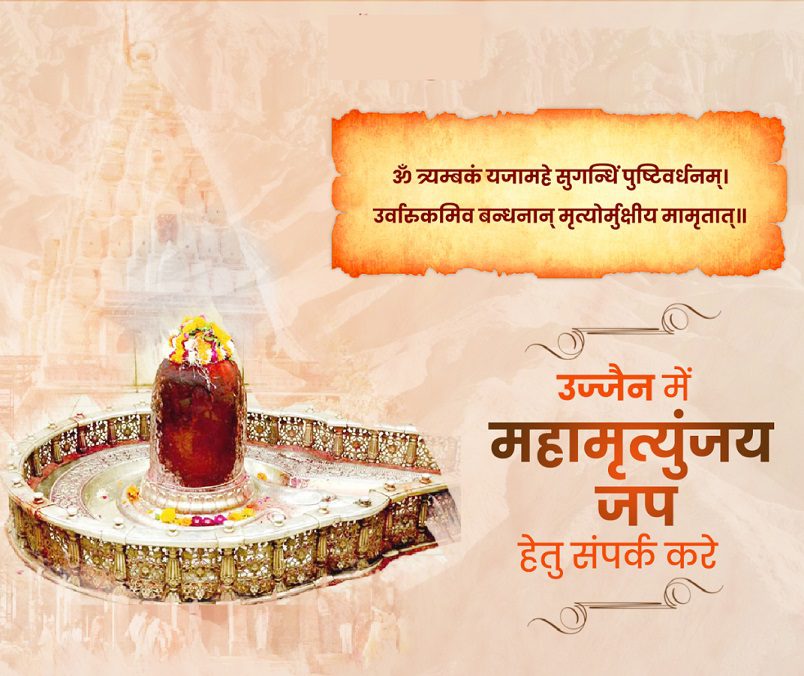 ॐ त्र्यम्बकं यजामहे सुगन्धिं पुष्टिवर्धनम्।
उर्वारुकमिव बन्धनान् मृत्योर्मुक्षीय मामृतात्॥
उज्जैन में
महामृत्युंजय
जप
हेतु संपर्क करे